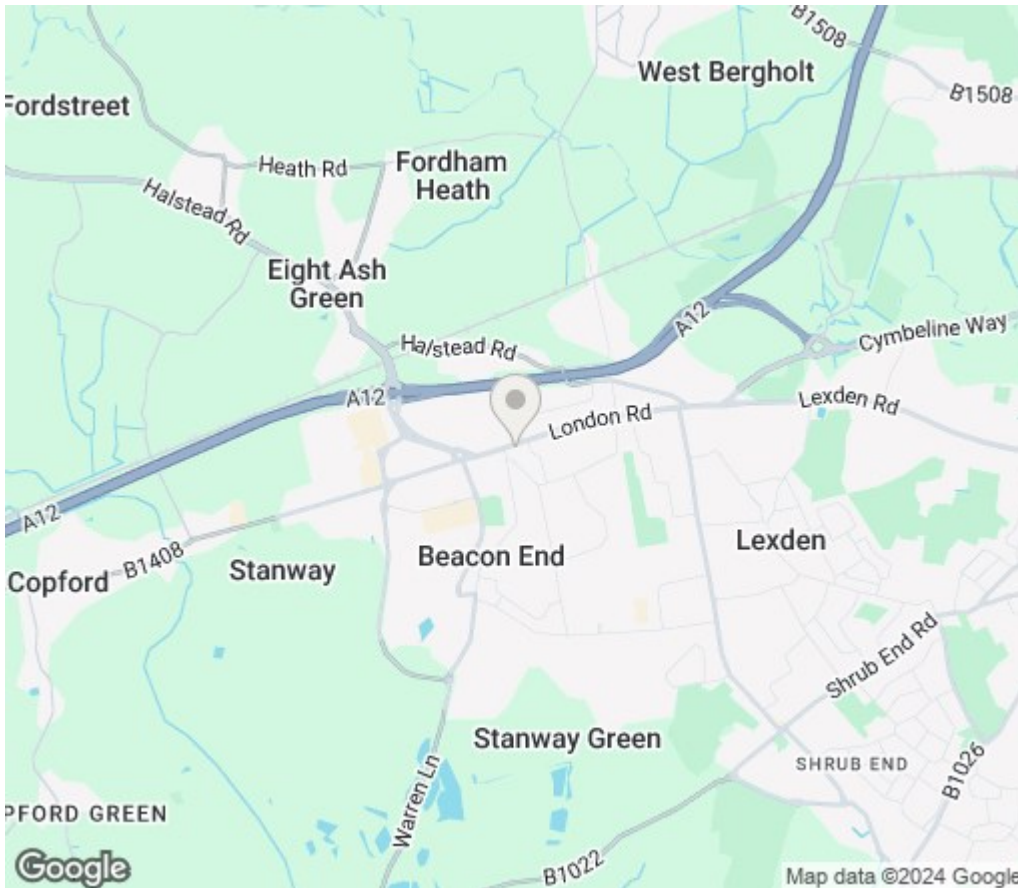 B1508
West Bergholt
B1508
Fordstreet
Heath Rd
Fordham
Heath
Halstead Rd
Eight Ash
Green
A12
Cymbeline Way
Halstead Rd
A12
Lexden Rd
London Rd
A12
B1408
Beacon End
Lexden
Stanway
Copford
Shrub End Rd
Stanway Green
SHRUB END
B1026
Warren Ln
PFORD GREEN
B1022
Google
Map data ©2024 Google